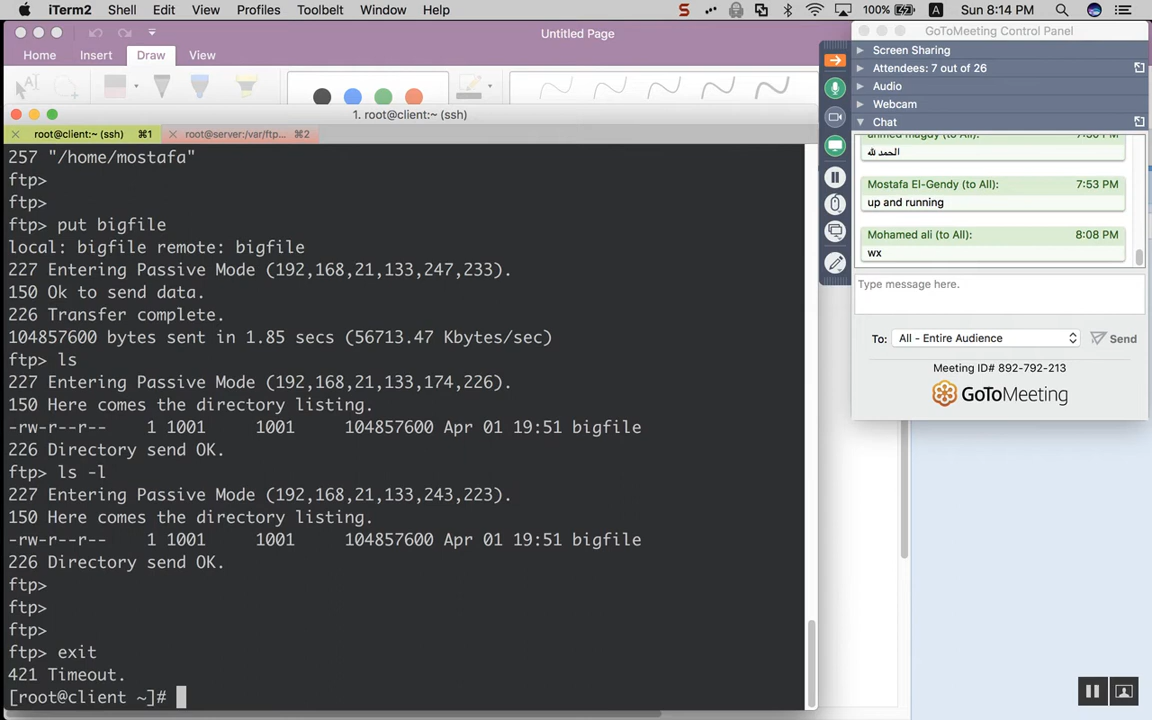 iTerm2 Shell Edit View Profiles Toolbelt Window Help
100% A Sun 8:14 PM
Untitled Page
Home Insert Draw View
1. root@client:~ (ssh)
root@client:~ (ssh) ⌘1
root@server:/var/ftp... ⌘2
257 "/home/mostafa"
ftp>
ftp>
ftp> put bigfile
local: bigfile remote: bigfile
227 Entering Passive Mode (192,168,21,133,247,233).
150 Ok to send data.
226 Transfer complete.
104857600 bytes sent in 1.85 secs (56713.47 Kbytes/sec)
ftp> ls
227 Entering Passive Mode (192,168,21,133,174,226).
150 Here comes the directory listing.
-rw-r--r-- 1 1001 1001 104857600 Apr 01 19:51 bigfile
226 Directory send OK.
ftp> ls -l
227 Entering Passive Mode (192,168,21,133,243,223).
150 Here comes the directory listing.
-rw-r--r-- 1 1001 1001 104857600 Apr 01 19:51 bigfile
226 Directory send OK.
ftp>
ftp>
ftp>
ftp> exit
421 Timeout.
[root@client ~]#
GoToMeeting Control Panel
Screen Sharing
Attendees: 7 out of 26
Audio
Webcam
Chat
الحمد لله
Mostafa El-Gendy (to All): 7:53 PM
up and running
Mohamed ali (to All): 8:08 PM
wx
Type message here.
To: All - Entire Audience Send
Meeting ID# 892-792-213
GoToMeeting